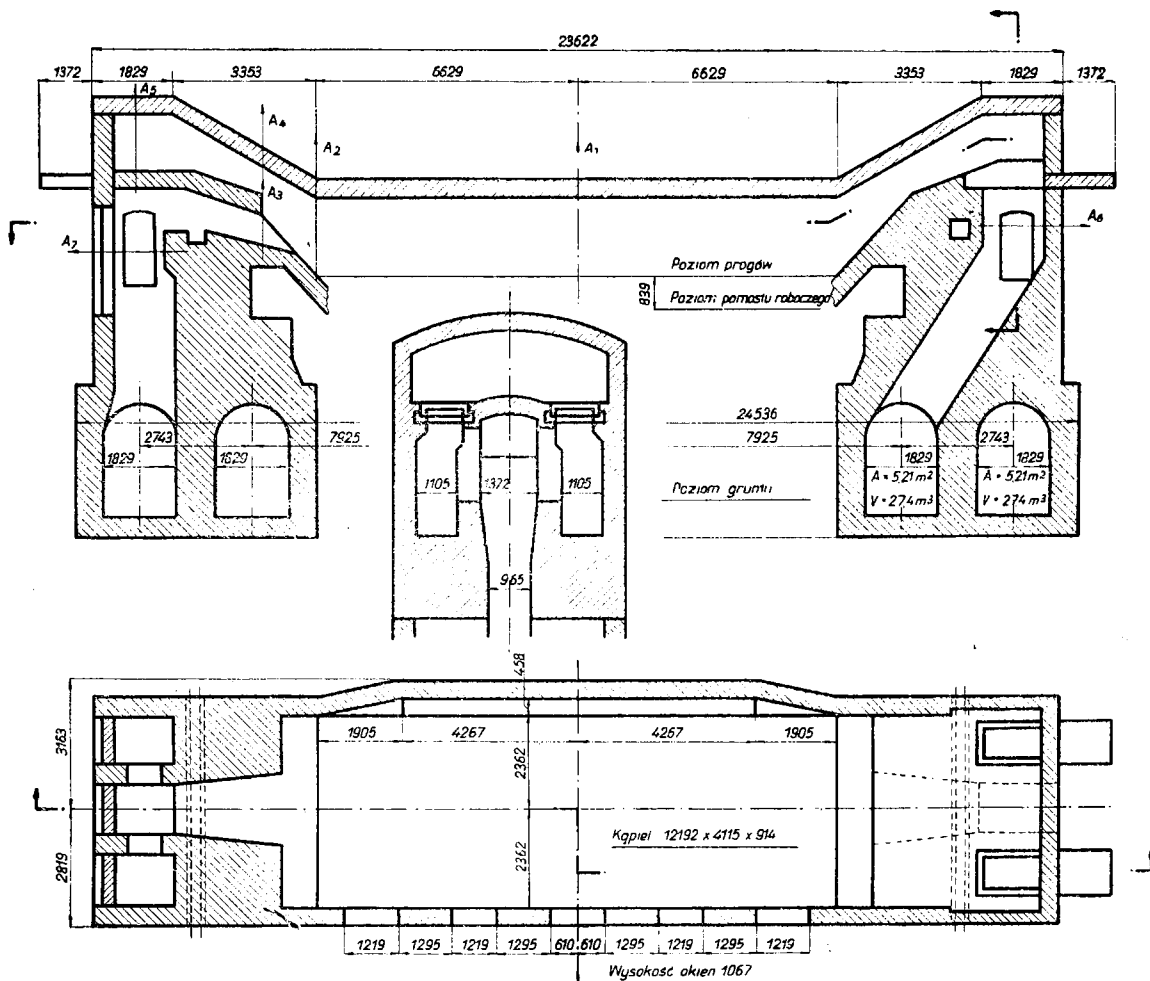 23622
1372 1829 3353 6629 6629 3353 1829 1372
A5
A4
A2
A1
A3
A7
A6
Poziom progów
839
Poziom pomostu roboczego
24536
2743 7925
7925 2743
1829 1829
1105 1372 1105
1829 1829
A = 5,21 m² A = 5,21 m²
V = 27,4 m³ V = 27,4 m³
Poziom gruntu
965
458
3163
1905 4267 4267 1905
2362
Kąpiel 12192 x 4115 x 914
2819
2362
1219 1295 1219 1295 610 610 1295 1219 1295 1219
Wysokość okien 1067